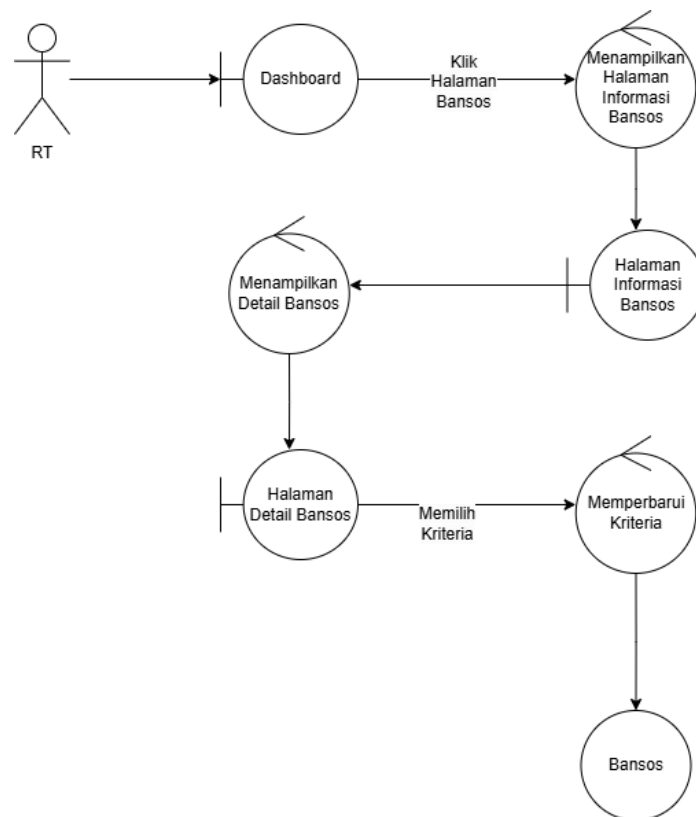 RT
Dashboard
Klik
Halaman
Bansos
Menampilkan
Halaman
Informasi
Bansos
Halaman
Informasi
Bansos
Menampilkan
Detail Bansos
Halaman
Detail Bansos
Memilih
Kriteria
Memperbarui
Kriteria
Bansos